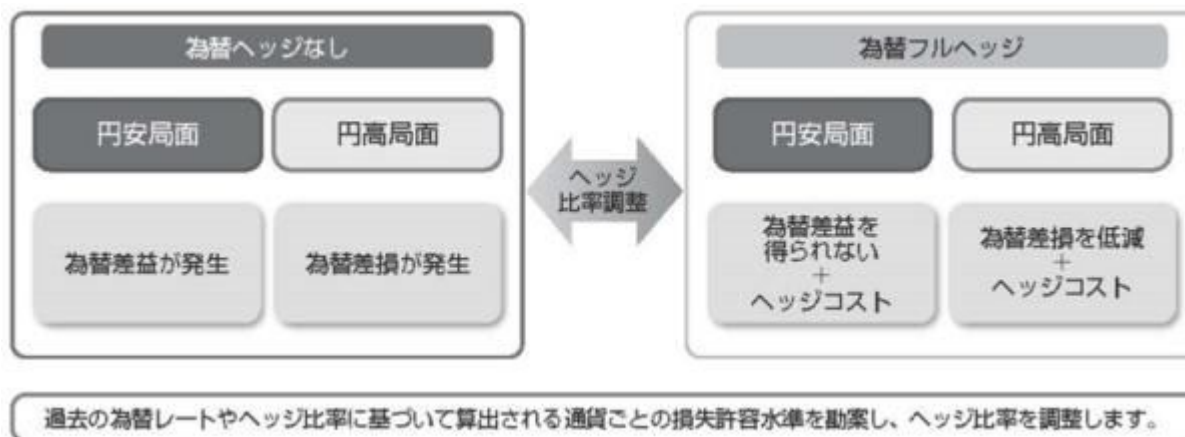 為替ヘッジなし
円安局面
円高局面
為替差益が発生
為替差損が発生
ヘッジ
比率調整
為替フルヘッジ
円安局面
円高局面
為替差益を
得られない
+
ヘッジコスト
為替差損を低減
+
ヘッジコスト
過去の為替レートやヘッジ比率に基づいて算出される通貨ごとの損失許容水準を勘案し、ヘッジ比率を調整します。